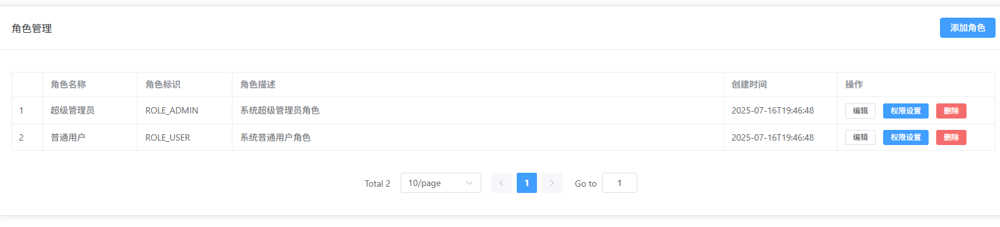 角色管理
添加角色
角色名称 角色标识 角色描述 创建时间 操作
1 超级管理员 ROLE_ADMIN 系统超级管理员角色 2025-07-16T19:46:48 编辑 权限设置 删除
2 普通用户 ROLE_USER 系统普通用户角色 2025-07-16T19:46:48 编辑 权限设置 删除
Total 2 10/page 1 Go to 1